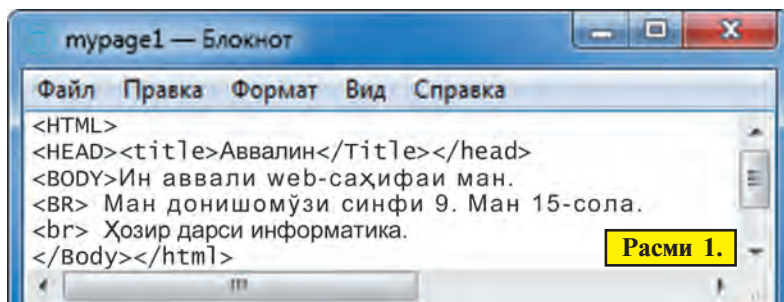 mypage1 — Блокнот
Файл Правка Формат Вид Справка
<HTML>
<HEAD><title>Аввалин</Title></head>
<BODY>Ин аввали web-саҳифаи ман.
<BR> Ман донишомӯзи синфи 9. Ман 15-сола.
<br> Ҳозир дарси информатика.
</Body></html>
Расми 1.